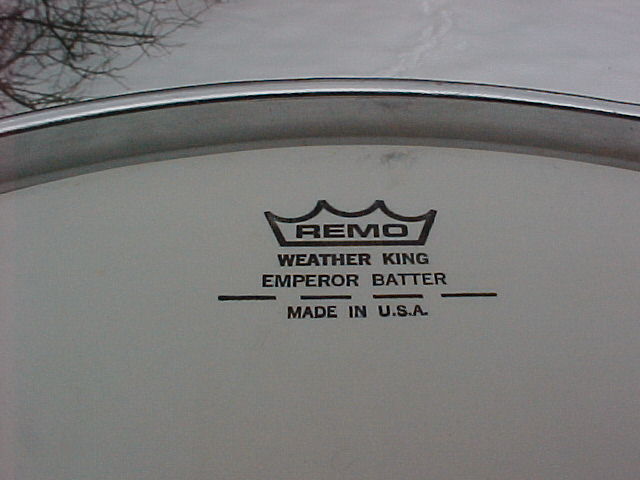 REMO
WEATHER KING
EMPEROR BATTER
MADE IN U.S.A.